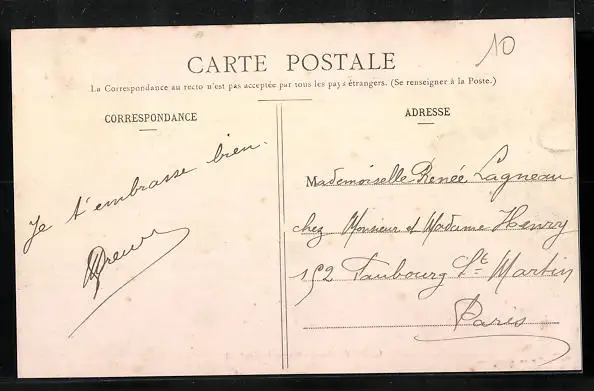 10
CARTE POSTALE
La Correspondance au recto n'est pas acceptée par tous les pays étrangers. (Se renseigner à la Poste.)
CORRESPONDANCE
ADRESSE
Je t'embrasse bien.
Mademoiselle Renée Lagneau
chez Monsieur et Madame Henry
152 Faubourg St. Martin
Paris